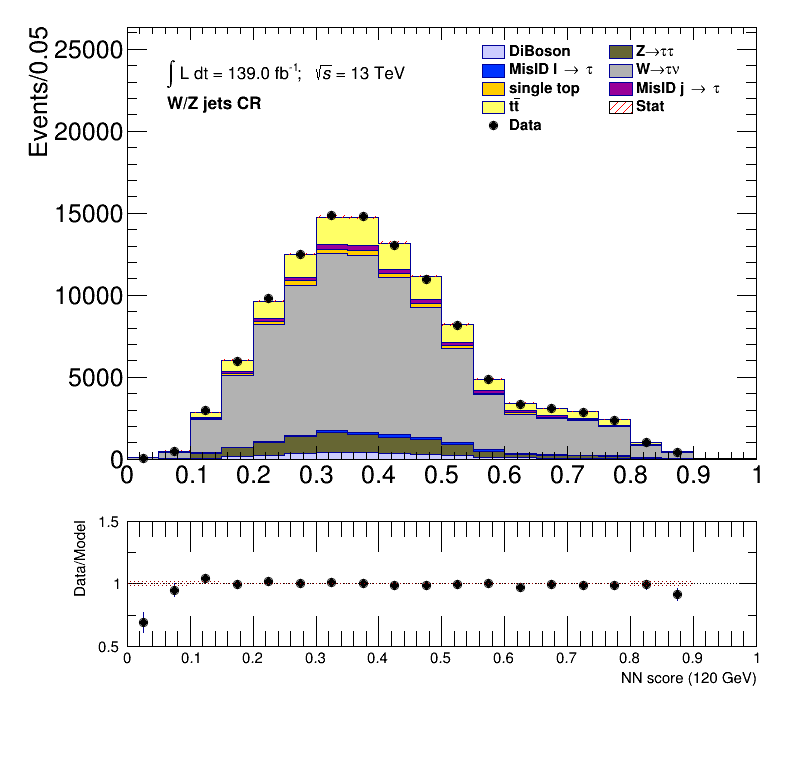 Events/0.05
25000
20000
15000
10000
5000
0
∫ L dt = 139.0 fb⁻¹; √s = 13 TeV
W/Z jets CR
DiBoson
MisID l → τ
single top
tt̄
Data
Z→ττ
W→τν
MisID j → τ
Stat
0 0.1 0.2 0.3 0.4 0.5 0.6 0.7 0.8 0.9 1
Data/Model
1.5
1
0.5
0 0.1 0.2 0.3 0.4 0.5 0.6 0.7 0.8 0.9 1
NN score (120 GeV)